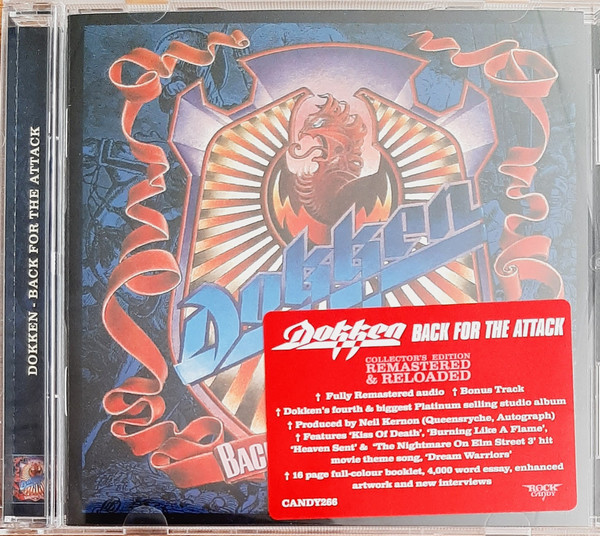 DOKKEN · BACK FOR THE ATTACK
Dokken
BAC
Dokken BACK FOR THE ATTACK
COLLECTOR'S EDITION
REMASTERED
& RELOADED
† Fully Remastered audio † Bonus Track
† Dokken's fourth & biggest Platinum selling studio album
† Produced by Neil Kernon (Queensryche, Autograph)
† Features 'Kiss Of Death', 'Burning Like A Flame',
'Heaven Sent' & 'The Nightmare On Elm Street 3' hit
movie theme song, 'Dream Warriors'
† 16 page full-colour booklet, 4,000 word essay, enhanced
artwork and new interviews
CANDY266
ROCK
CANDY